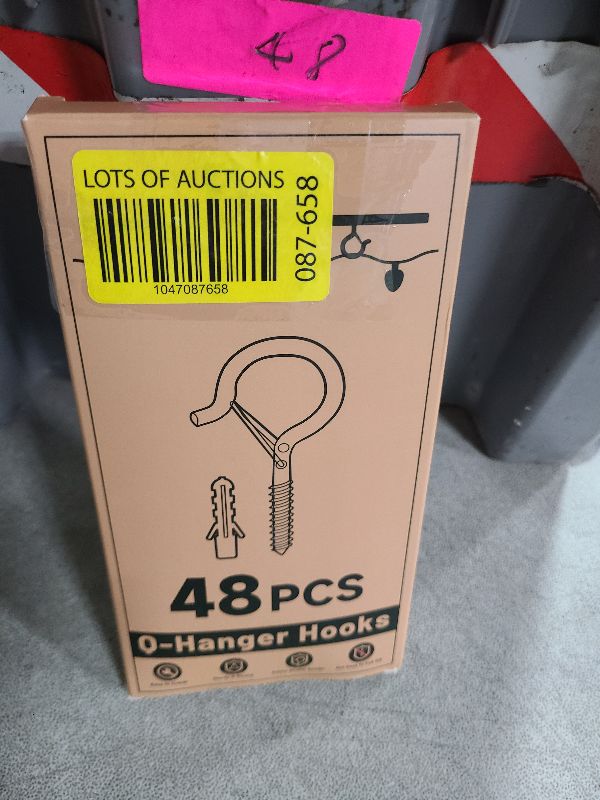 48
LOTS OF AUCTIONS
087-658
1047087658
48 PCS
Q-Hanger Hooks